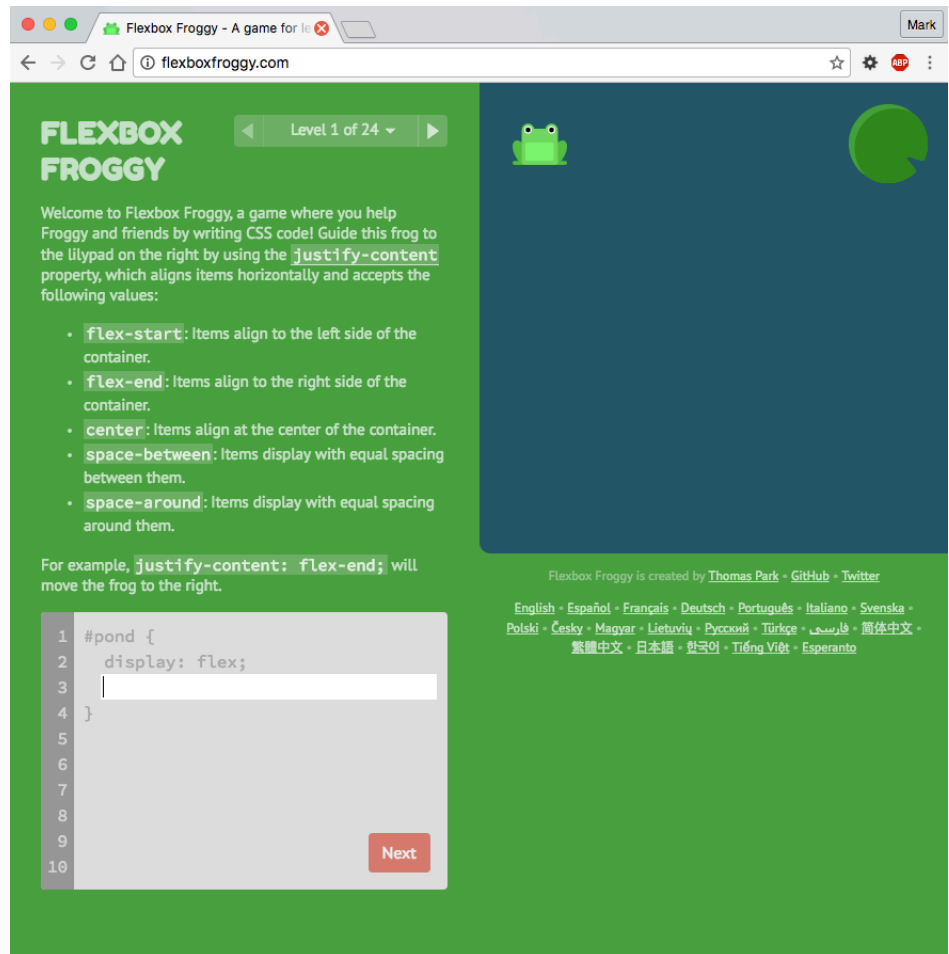 Flexbox Froggy - A game for le
Mark
flexboxfroggy.com
ABP
FLEXBOX
FROGGY
Level 1 of 24
Welcome to Flexbox Froggy, a game where you help
Froggy and friends by writing CSS code! Guide this frog to
the lilypad on the right by using the justify-content
property, which aligns items horizontally and accepts the
following values:
• flex-start: Items align to the left side of the
container.
• flex-end: Items align to the right side of the
container.
• center: Items align at the center of the container.
• space-between: Items display with equal spacing
between them.
• space-around: Items display with equal spacing
around them.
For example, justify-content: flex-end; will
move the frog to the right.
1 #pond {
2 display: flex;
3
4 }
5
6
7
8
9
10
Next
Flexbox Froggy is created by Thomas Park • GitHub • Twitter
English • Español • Français • Deutsch • Português • Italiano • Svenska •
Polski • Česky • Magyar • Lietuvių • Русский • Türkçe • فارسی • 简体中文 •
繁體中文 • 日本語 • 한국어 • Tiếng Việt • Esperanto